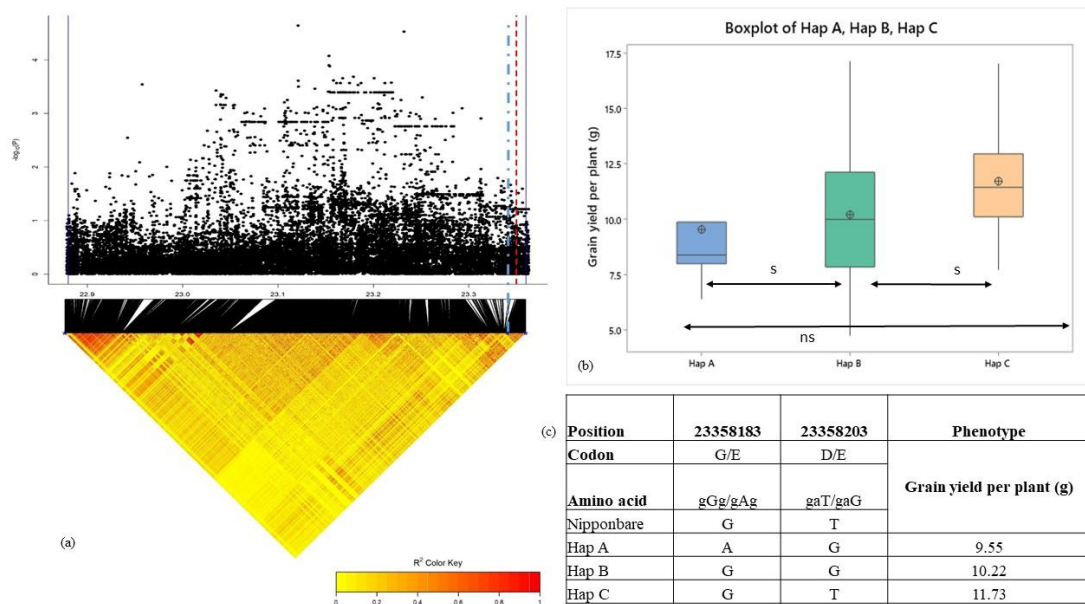 4
3
2
1
0
-log10(P)
22.9
23.0
23.1
23.2
23.3
(a)
R2 Color Key
0
0.2
0.4
0.6
0.8
1
Boxplot of Hap A, Hap B, Hap C
Grain yield per plant (g)
17.5
15.0
12.5
10.0
7.5
5.0
s
s
ns
(b)
Hap A
Hap B
Hap C
(c)
Position 23358183 23358203 Phenotype
Codon G/E D/E
Grain yield per plant (g)
Amino acid gGg/gAg gaT/gaG
Nipponbare G T
Hap A A G 9.55
Hap B G G 10.22
Hap C G T 11.73